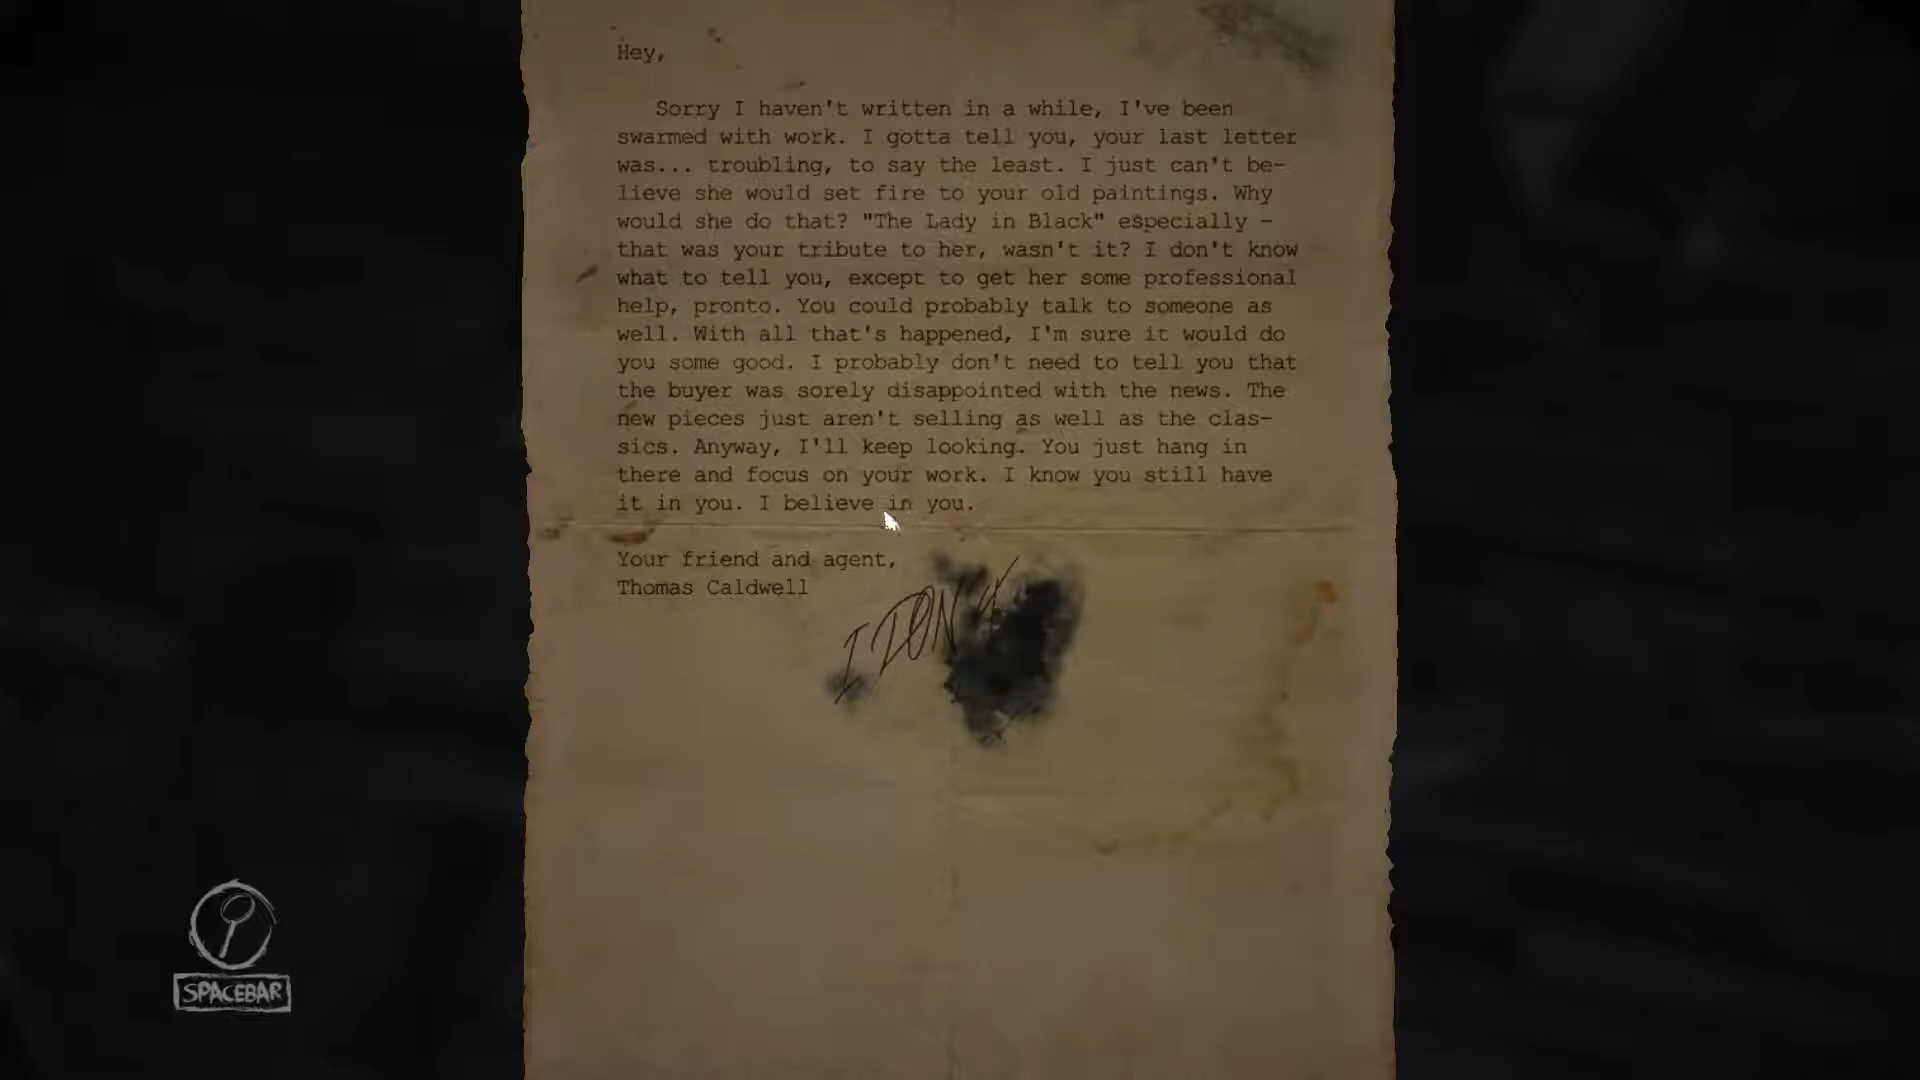 Hey,
Sorry I haven't written in a while, I've been
swarmed with work. I gotta tell you, your last letter
was... troubling, to say the least. I just can't be-
lieve she would set fire to your old paintings. Why
would she do that? "The Lady in Black" especially -
that was your tribute to her, wasn't it? I don't know
what to tell you, except to get her some professional
help, pronto. You could probably talk to someone as
well. With all that's happened, I'm sure it would do
you some good. I probably don't need to tell you that
the buyer was sorely disappointed with the news. The
new pieces just aren't selling as well as the clas-
sics. Anyway, I'll keep looking. You just hang in
there and focus on your work. I know you still have
it in you. I believe in you.
Your friend and agent,
Thomas Caldwell
I DON'T
SPACEBAR